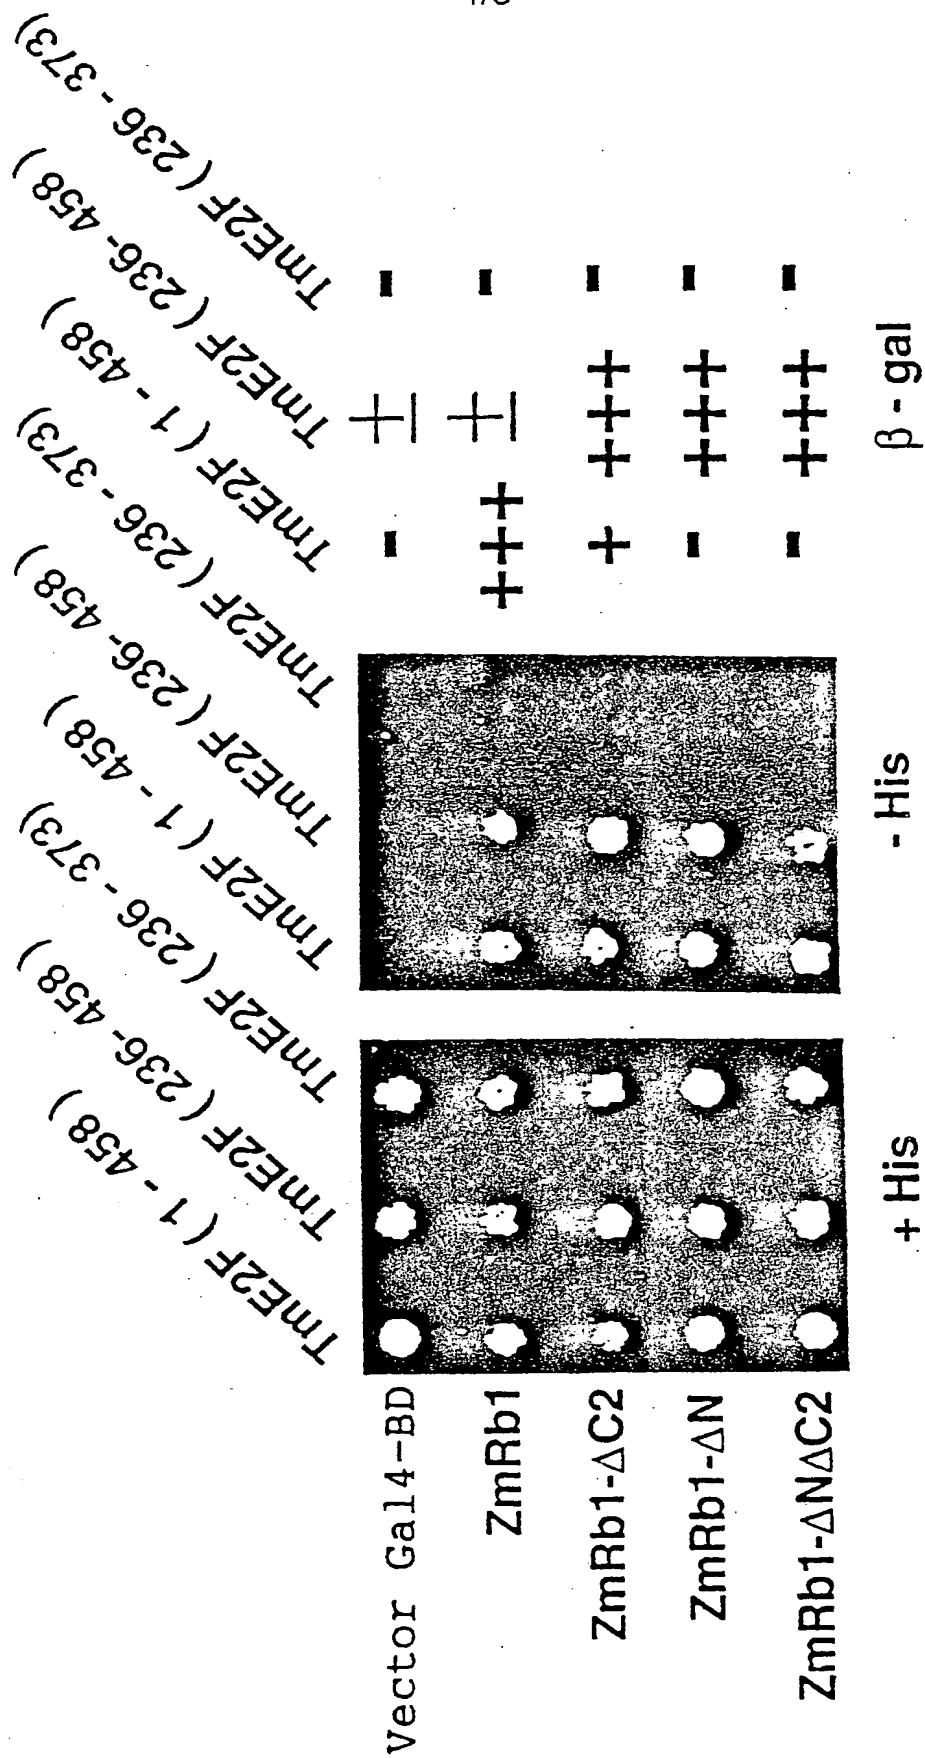 TmE2F ( 1 - 458 )
TmE2F ( 236- 458 )
TmE2F ( 236 - 373)
TmE2F ( 1 - 458 )
TmE2F ( 236- 458 )
TmE2F ( 236 - 373)
TmE2F ( 1 - 458 )
TmE2F ( 236- 458 )
TmE2F ( 236 - 373)
Vector Gal4-BD - ± -
ZmRb1 +++ ± -
ZmRb1-ΔC2 + +++ -
ZmRb1-ΔN - +++ -
ZmRb1-ΔNΔC2 - +++ -
+ His - His β - gal